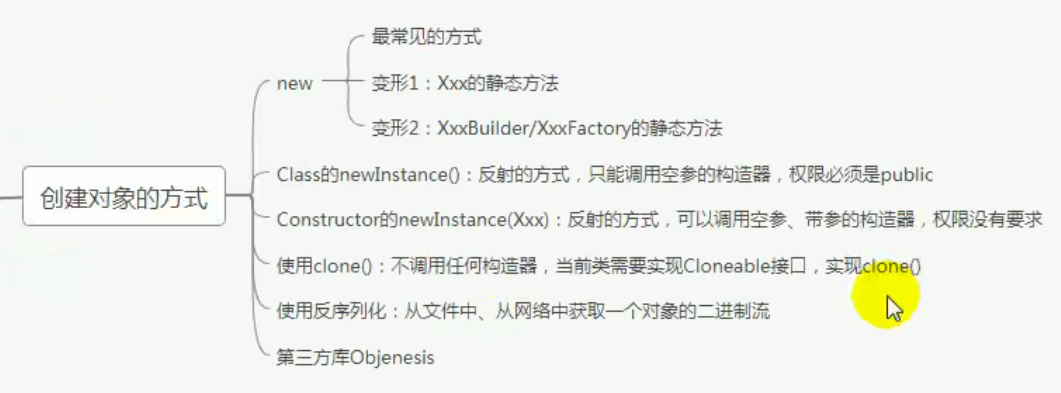 最常见的方式
new
变形1：Xxx的静态方法
变形2：XxxBuilder/XxxFactory的静态方法
Class的newInstance()：反射的方式，只能调用空参的构造器，权限必须是public
创建对象的方式
Constructor的newInstance(Xxx)：反射的方式，可以调用空参、带参的构造器，权限没有要求
使用clone()：不调用任何构造器，当前类需要实现Cloneable接口，实现clone()
使用反序列化：从文件中、从网络中获取一个对象的二进制流
第三方库Objenesis